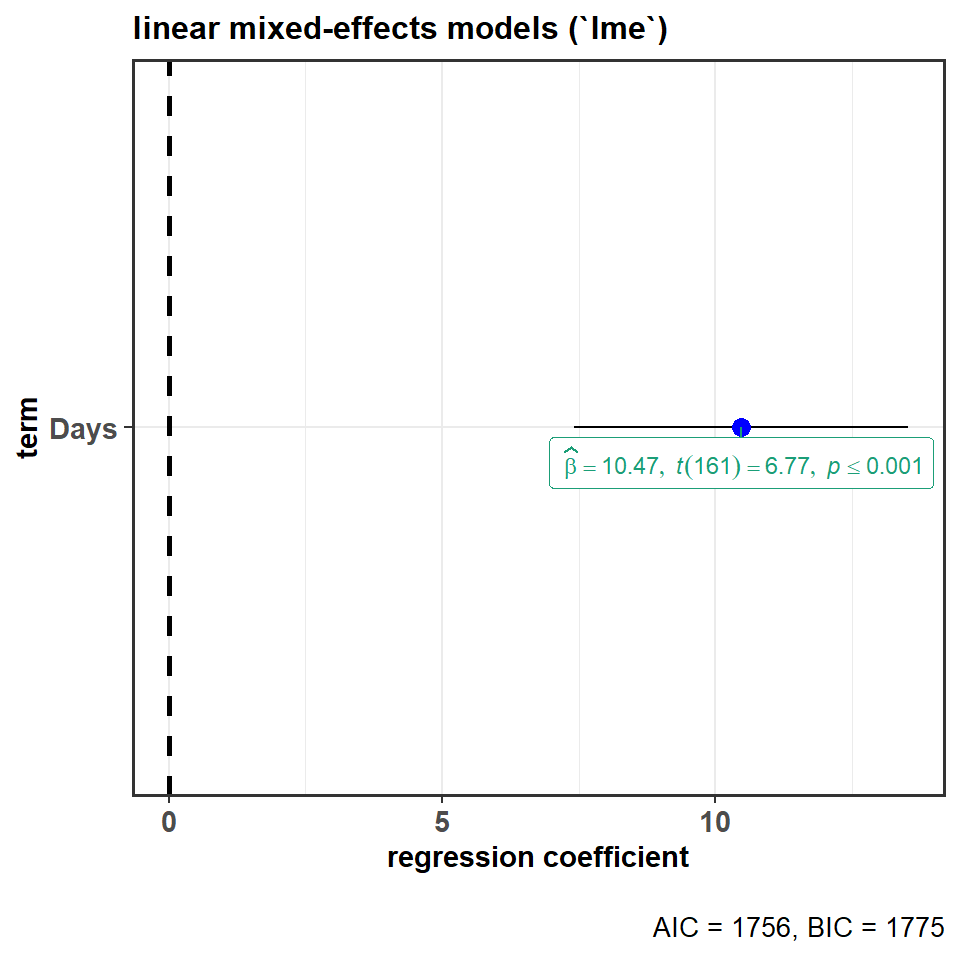 linear mixed-effects models (`lme`)
term
Days
β̂ = 10.47, t(161) = 6.77, p ≤ 0.001
0 5 10
regression coefficient
AIC = 1756, BIC = 1775